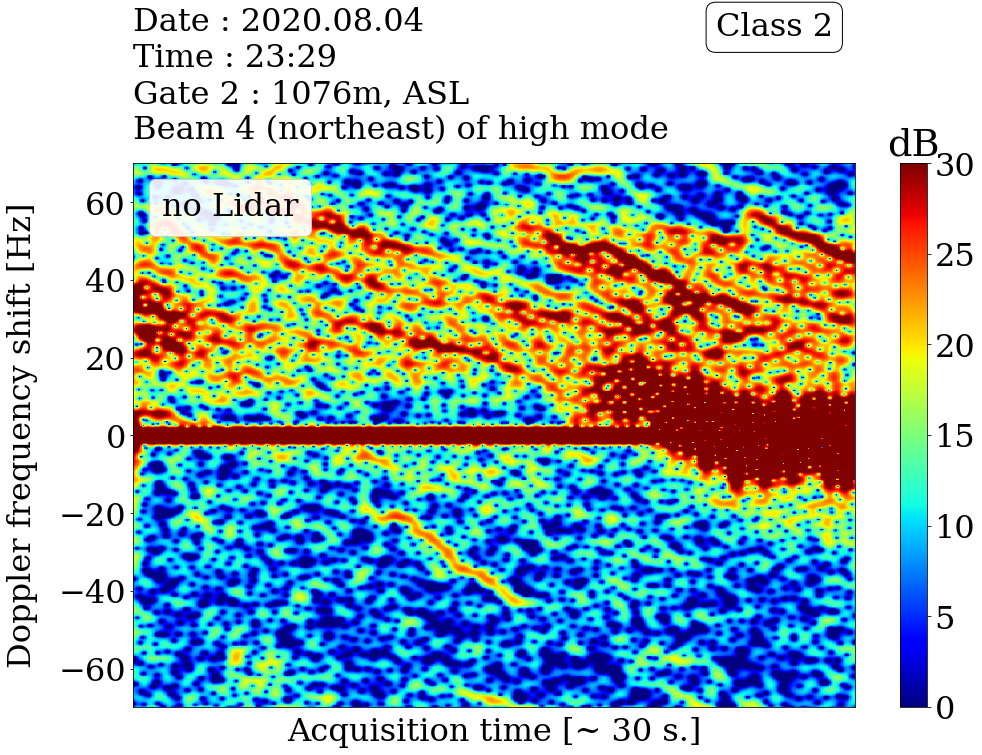 Date : 2020.08.04
Time : 23:29
Gate 2 : 1076m, ASL
Beam 4 (northeast) of high mode
Class 2
dB
no Lidar
Doppler frequency shift [Hz]
60
40
20
0
−20
−40
−60
30
25
20
15
10
5
0
Acquisition time [~ 30 s.]